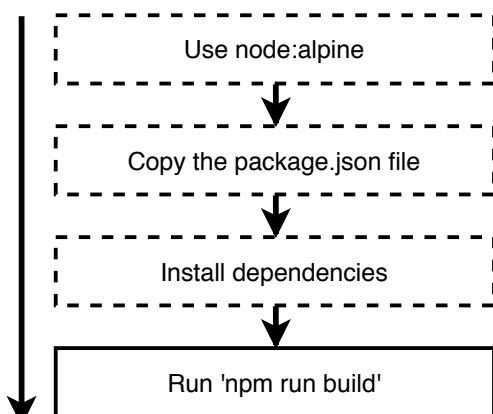 Use node:alpine
Copy the package.json file
Install dependencies
Run 'npm run build'